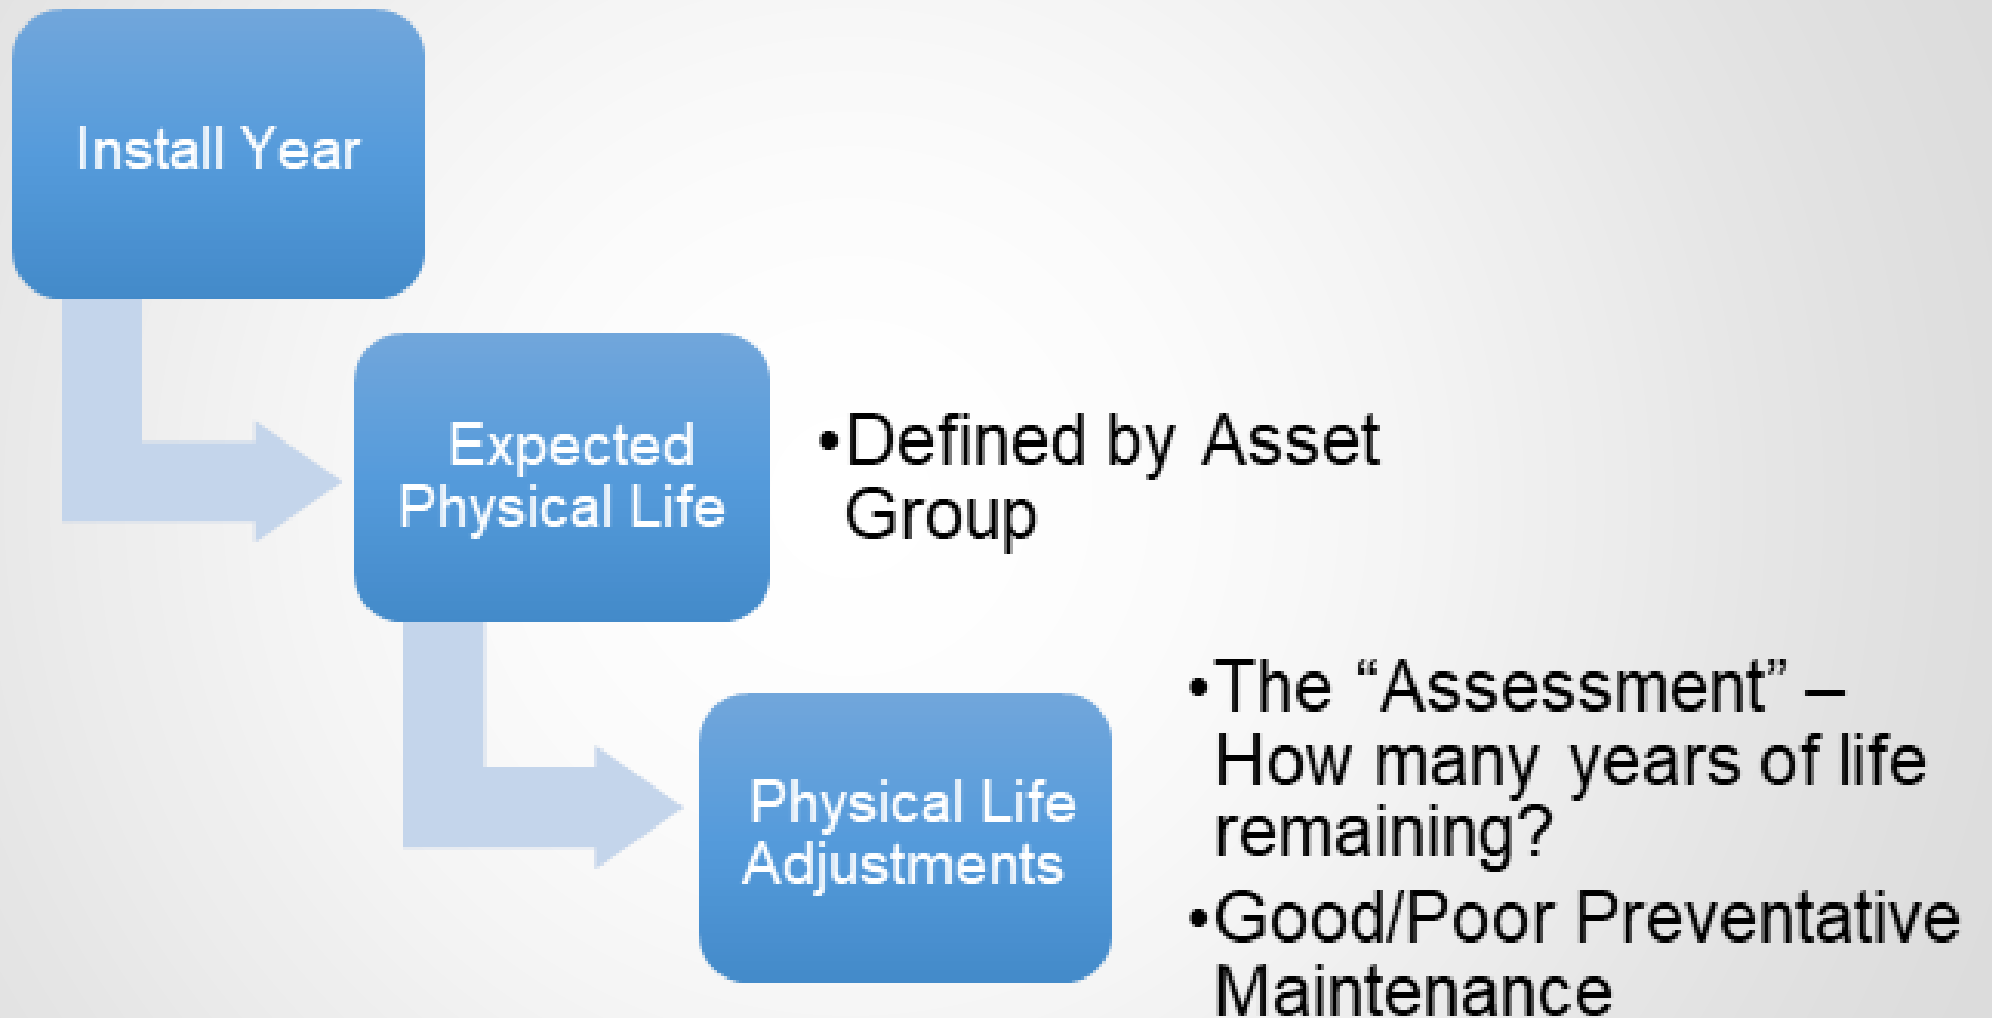 Install Year
Expected
Physical Life
•Defined by Asset
Group
Physical Life
Adjustments
•The “Assessment” –
How many years of life
remaining?
•Good/Poor Preventative
Maintenance